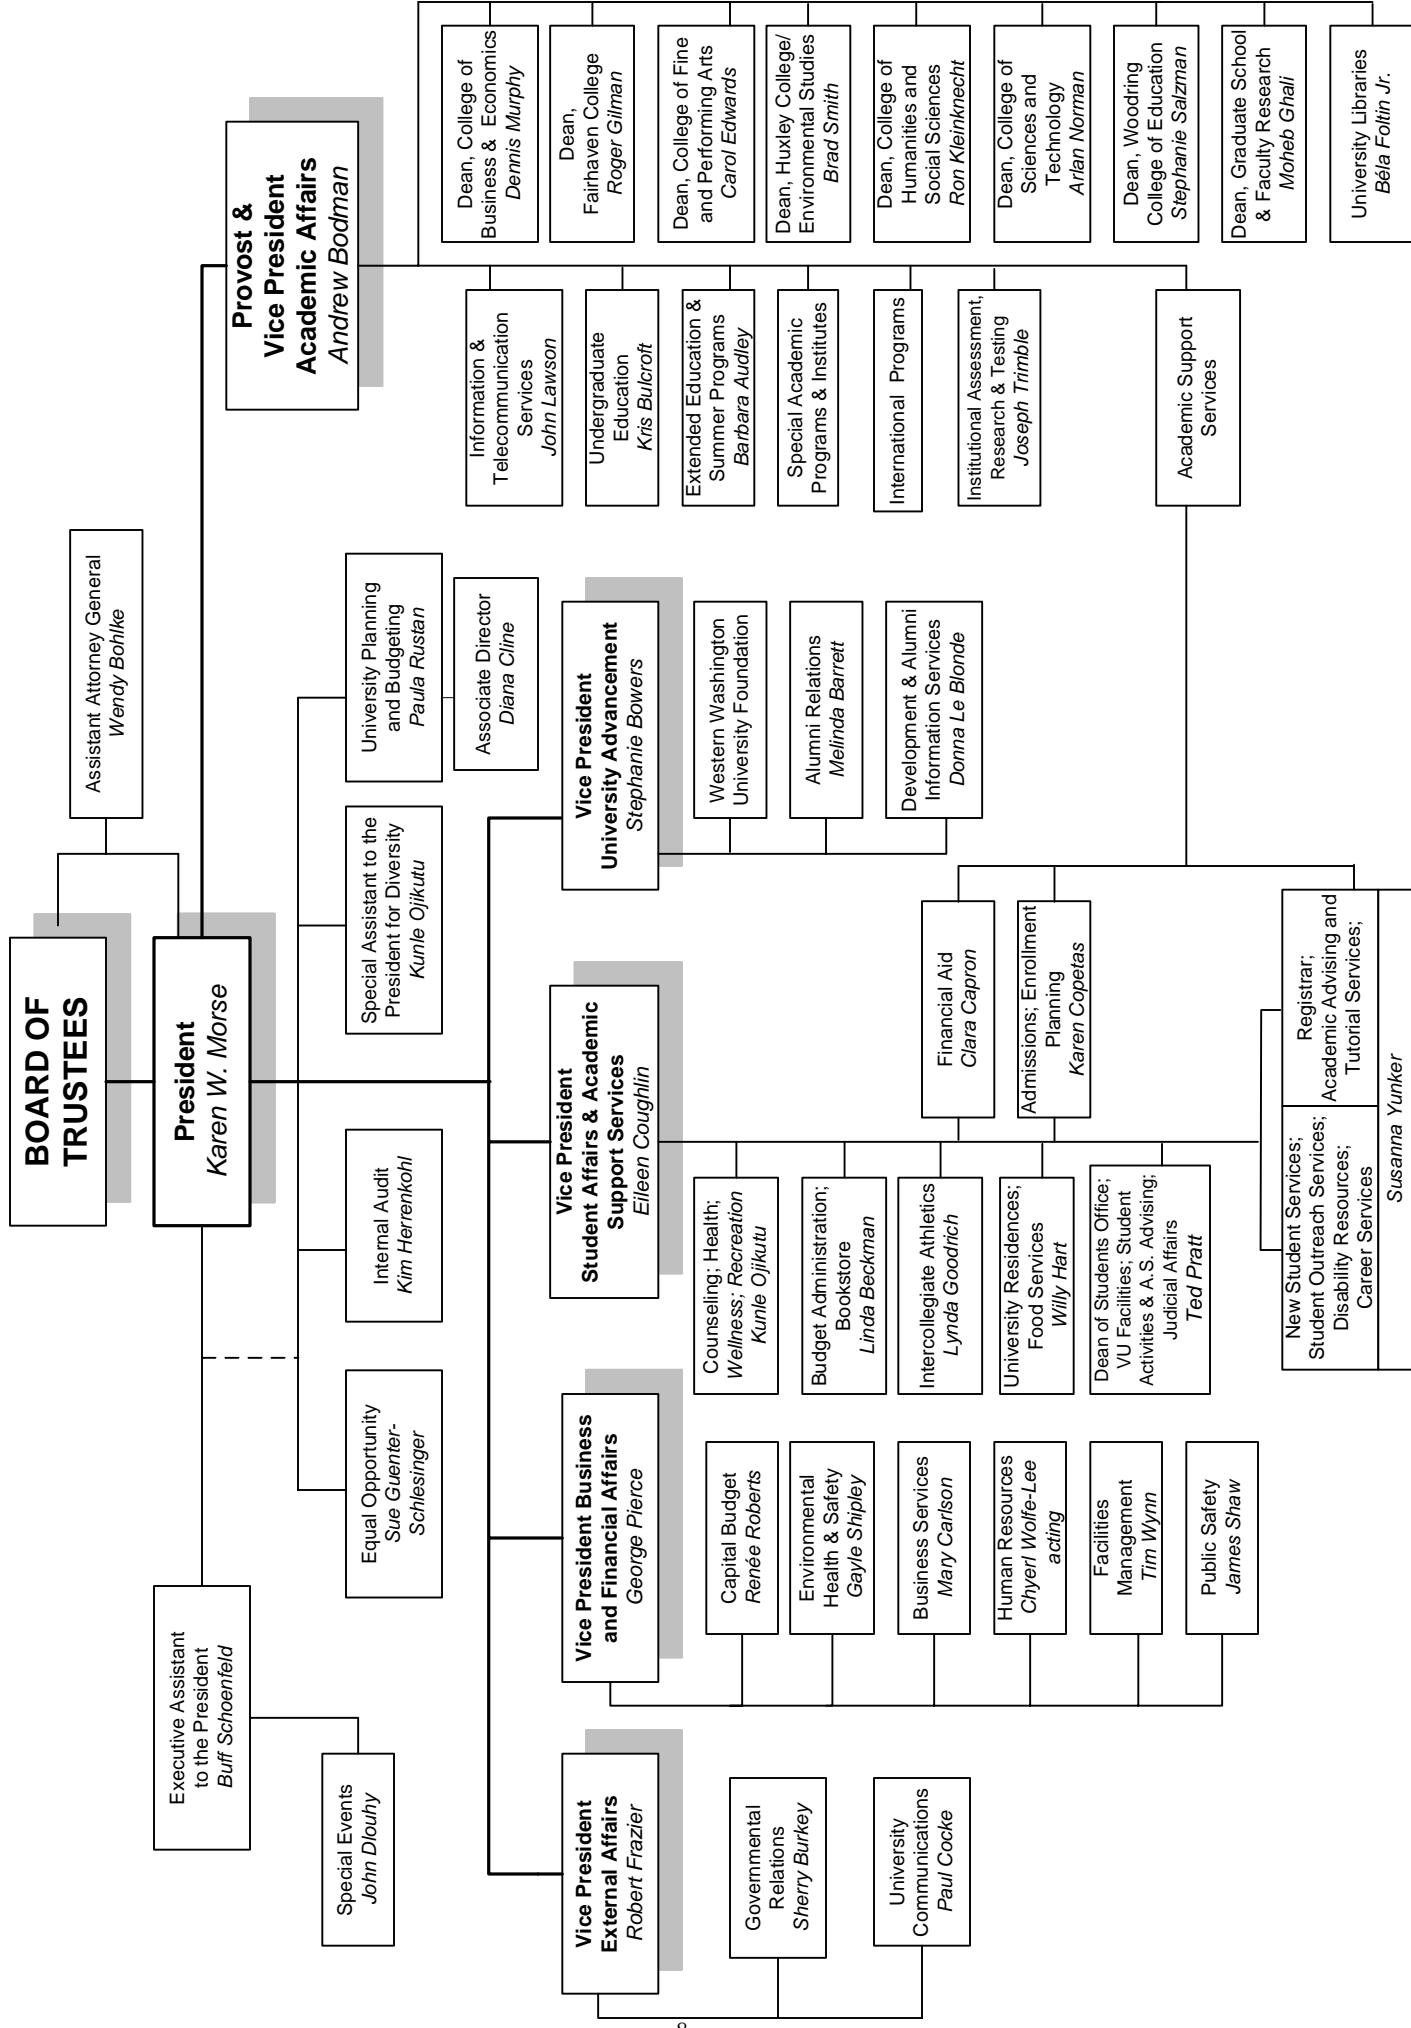 BOARD OF
TRUSTEES
Assistant Attorney General
Wendy Bohlke
President
Karen W. Morse
Executive Assistant
to the President
Buff Schoenfeld
Special Events
John Dlouhy
Provost &
Vice President
Academic Affairs
Andrew Bodman
Equal Opportunity
Sue Guenter-
Schlesinger
Internal Audit
Kim Herrenkohl
Special Assistant to the
President for Diversity
Kunle Ojikutu
University Planning
and Budgeting
Paula Rustan
Associate Director
Diana Cline
Vice President
External Affairs
Robert Frazier
Governmental
Relations
Sherry Burkey
University
Communications
Paul Cocke
Vice President Business
and Financial Affairs
George Pierce
Capital Budget
Renée Roberts
Environmental
Health & Safety
Gayle Shipley
Business Services
Mary Carlson
Human Resources
Chyerl Wolfe-Lee
acting
Facilities
Management
Tim Wynn
Public Safety
James Shaw
Vice President
Student Affairs & Academic
Support Services
Eileen Coughlin
Counseling; Health;
Wellness; Recreation
Kunle Ojikutu
Budget Administration;
Bookstore
Linda Beckman
Intercollegiate Athletics
Lynda Goodrich
University Residences;
Food Services
Willy Hart
Dean of Students Office;
VU Facilities; Student
Activities & A.S. Advising;
Judicial Affairs
Ted Pratt
Financial Aid
Clara Capron
Admissions; Enrollment
Planning
Karen Copetas
New Student Services;
Student Outreach Services;
Disability Resources;
Career Services
Registrar;
Academic Advising and
Tutorial Services;
Susanna Yunker
Vice President
University Advancement
Stephanie Bowers
Western Washington
University Foundation
Alumni Relations
Melinda Barrett
Development & Alumni
Information Services
Donna Le Blonde
Information &
Telecommunication
Services
John Lawson
Undergraduate
Education
Kris Bulcroft
Extended Education &
Summer Programs
Barbara Audley
Special Academic
Programs & Institutes
International Programs
Institutional Assessment,
Research & Testing
Joseph Trimble
Academic Support
Services
Dean, College of
Business & Economics
Dennis Murphy
Dean,
Fairhaven College
Roger Gilman
Dean, College of Fine
and Performing Arts
Carol Edwards
Dean, Huxley College/
Environmental Studies
Brad Smith
Dean, College of
Humanities and
Social Sciences
Ron Kleinknecht
Dean, College of
Sciences and
Technology
Arlan Norman
Dean, Woodring
College of Education
Stephanie Salzman
Dean, Graduate School
& Faculty Research
Moheb Ghali
University Libraries
Béla Foltin Jr.